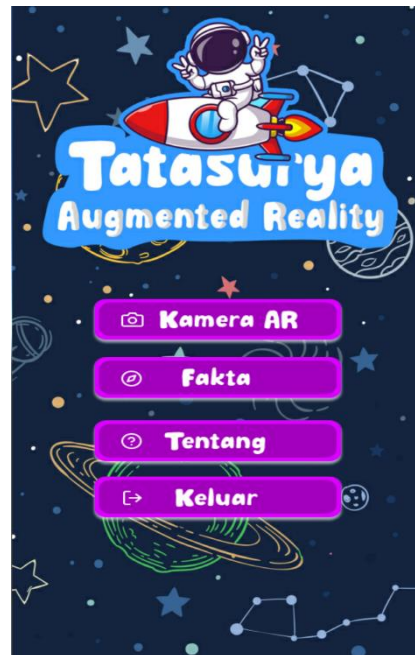 Tatasurya
Augmented Reality
Kamera AR
Fakta
Tentang
Keluar